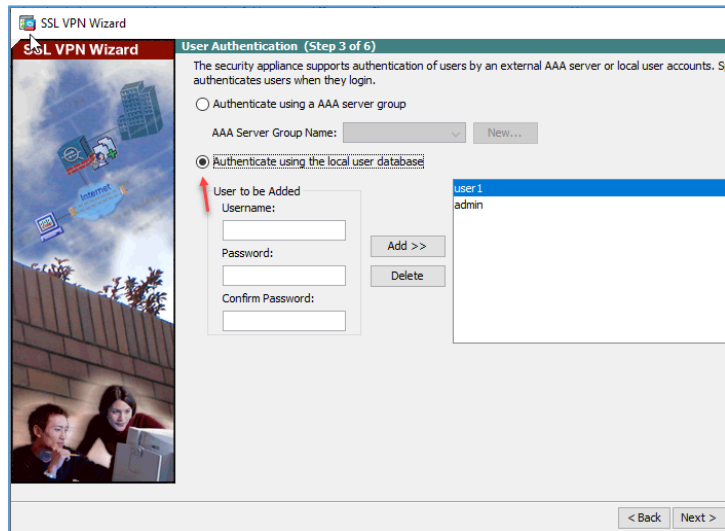 SSL VPN Wizard
SSL VPN Wizard
User Authentication (Step 3 of 6)
The security appliance supports authentication of users by an external AAA server or local user accounts.
authenticates users when they login.
Authenticate using a AAA server group
AAA Server Group Name:
New...
Authenticate using the local user database
User to be Added
Username:
Password:
Confirm Password:
Add >>
Delete
user1
admin
Internet
< Back
Next >